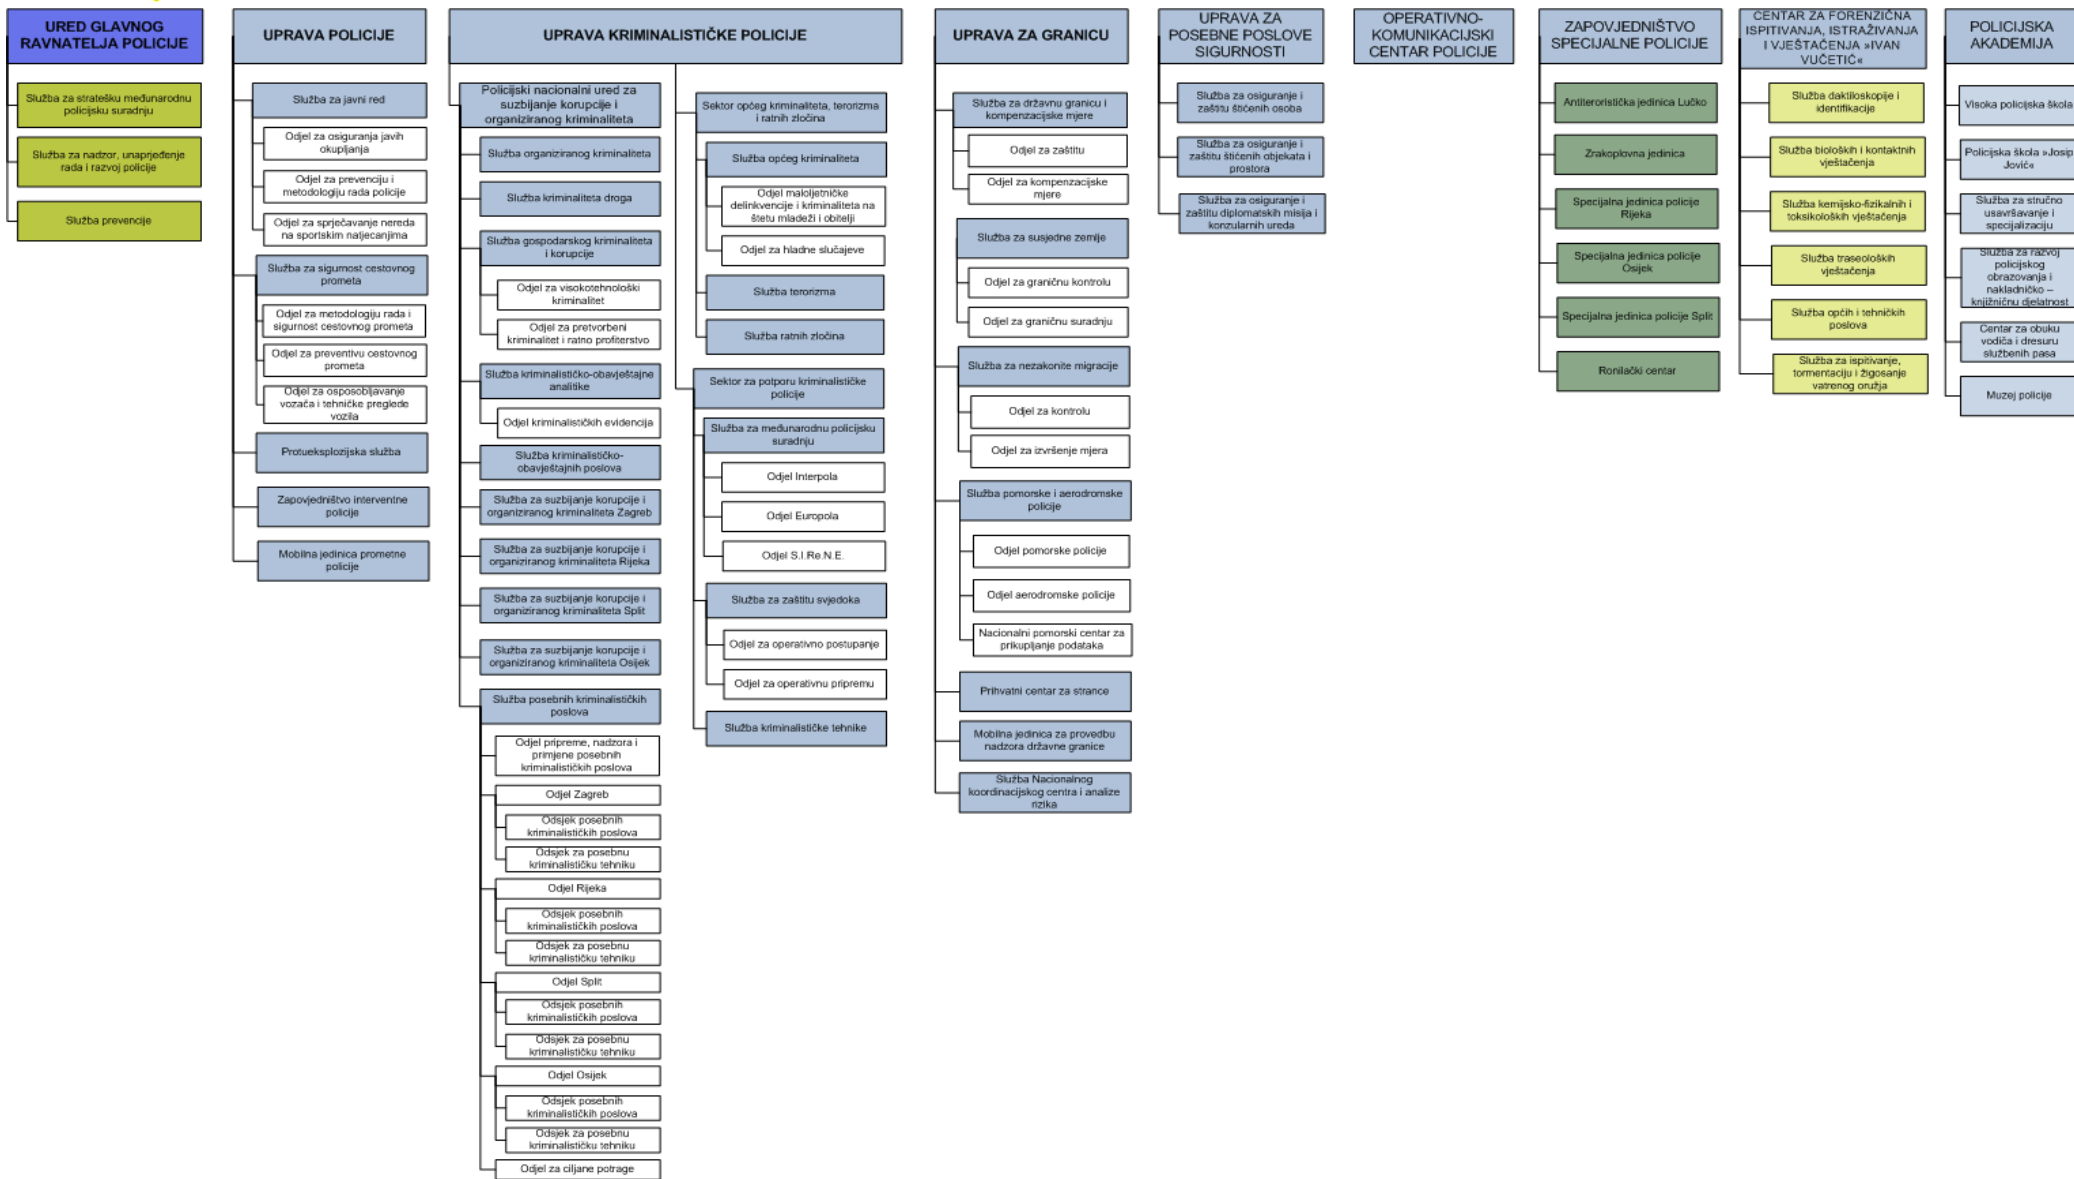 URED GLAVNOG
RAVNATELJA POLICIJE
Služba za stratešku međunarodnu
policijsku suradnju
Služba za nadzor, unaprjeđenje
rada i razvoj policije
Služba prevencije
UPRAVA POLICIJE
Služba za javni red
Odjel za osiguranja javih
okupljanja
Odjel za prevenciju i
metodologiju rada policije
Odjel za sprječavanje nereda
na sportskim natjecanjima
Služba za sigurnost cestovnog
prometa
Odjel za metodologiju rada i
sigurnost cestovnog prometa
Odjel za preventivu cestovnog
prometa
Odjel za osposobljavanje
vozača i tehničke preglede
vozila
Protueksplozijska služba
Zapovjedništvo interventne
policije
Mobilna jedinica prometne
policije
UPRAVA KRIMINALISTIČKE POLICIJE
Policijski nacionalni ured za
suzbijanje korupcije i
organiziranog kriminaliteta
Služba organiziranog kriminaliteta
Služba kriminaliteta droga
Služba gospodarskog kriminaliteta
i korupcije
Odjel za visokotehnološki
kriminalitet
Odjel za pretvorbeni
kriminalitet i ratno profiterstvo
Služba kriminalističko-obavještajne
analitike
Odjel kriminalističkih evidencija
Služba kriminalističko-
obavještajnih poslova
Služba za suzbijanje korupcije i
organiziranog kriminaliteta Zagreb
Služba za suzbijanje korupcije i
organiziranog kriminaliteta Rijeka
Služba za suzbijanje korupcije i
organiziranog kriminaliteta Split
Služba za suzbijanje korupcije i
organiziranog kriminaliteta Osijek
Služba posebnih kriminalističkih
poslova
Odjel pripreme, nadzora i
primjene posebnih
kriminalističkih poslova
Odjel Zagreb
Odsjek posebnih
kriminalističkih poslova
Odsjek za posebnu
kriminalističku tehniku
Odjel Rijeka
Odsjek posebnih
kriminalističkih poslova
Odsjek za posebnu
kriminalističku tehniku
Odjel Split
Odsjek posebnih
kriminalističkih poslova
Odsjek za posebnu
kriminalističku tehniku
Odjel Osijek
Odsjek posebnih
kriminalističkih poslova
Odsjek za posebnu
kriminalističku tehniku
Odjel za ciljane potrage
Sektor općeg kriminaliteta, terorizma
i ratnih zločina
Služba općeg kriminaliteta
Odjel maloljetničke
delinkvencije i kriminaliteta na
štetu mladeži i obitelji
Odjel za hladne slučajeve
Služba terorizma
Služba ratnih zločina
Sektor za potporu kriminalističke
policije
Služba za međunarodnu policijsku
suradnju
Odjel Interpola
Odjel Europola
Odjel S.I.Re.N.E.
Služba za zaštitu svjedoka
Odjel za operativno postupanje
Odjel za operativnu pripremu
Služba kriminalističke tehnike
UPRAVA ZA GRANICU
Služba za državnu granicu i
kompenzacijske mjere
Odjel za zaštitu
Odjel za kompenzacijske
mjere
Služba za susjedne zemlje
Odjel za graničnu kontrolu
Odjel za graničnu suradnju
Služba za nezakonite migracije
Odjel za kontrolu
Odjel za izvršenje mjera
Služba pomorske i aerodromske
policije
Odjel pomorske policije
Odjel aerodromske policije
Nacionalni pomorski centar za
prikupljanje podataka
Prihvatni centar za strance
Mobilna jedinica za provedbu
nadzora državne granice
Služba Nacionalnog
koordinacijskog centra i analize
rizika
UPRAVA ZA
POSEBNE POSLOVE
SIGURNOSTI
Služba za osiguranje i
zaštitu štićenih osoba
Služba za osiguranje i
zaštitu štićenih objekata i
prostora
Služba za osiguranje i
zaštitu diplomatskih misija i
konzularnih ureda
OPERATIVNO-
KOMUNIKACIJSKI
CENTAR POLICIJE
ZAPOVJEDNIŠTVO
SPECIJALNE POLICIJE
Antiteroristička jedinica Lučko
Zrakoplovna jedinica
Specijalna jedinica policije
Rijeka
Specijalna jedinica policije
Osijek
Specijalna jedinica policije Split
Ronilački centar
CENTAR ZA FORENZIČNA
ISPITIVANJA, ISTRAŽIVANJA
I VJEŠTAČENJA »IVAN
VUČETIĆ«
Služba daktiloskopije i
identifikacije
Služba bioloških i kontaktnih
vještačenja
Služba kemijsko-fizikalnih i
toksikoloških vještačenja
Služba traseoloških
vještačenja
Služba općih i tehničkih
poslova
Služba za ispitivanje,
tormentaciju i žigosanje
vatrenog oružja
POLICIJSKA
AKADEMIJA
Visoka policijska škola
Policijska škola »Josip
Jović«
Služba za stručno
usavršavanje i
specijalizaciju
Služba za razvoj
policijskog
obrazovanja i
nakladničko –
knjižničnu djelatnost
Centar za obuku
vodiča i dresuru
službenih pasa
Muzej policije